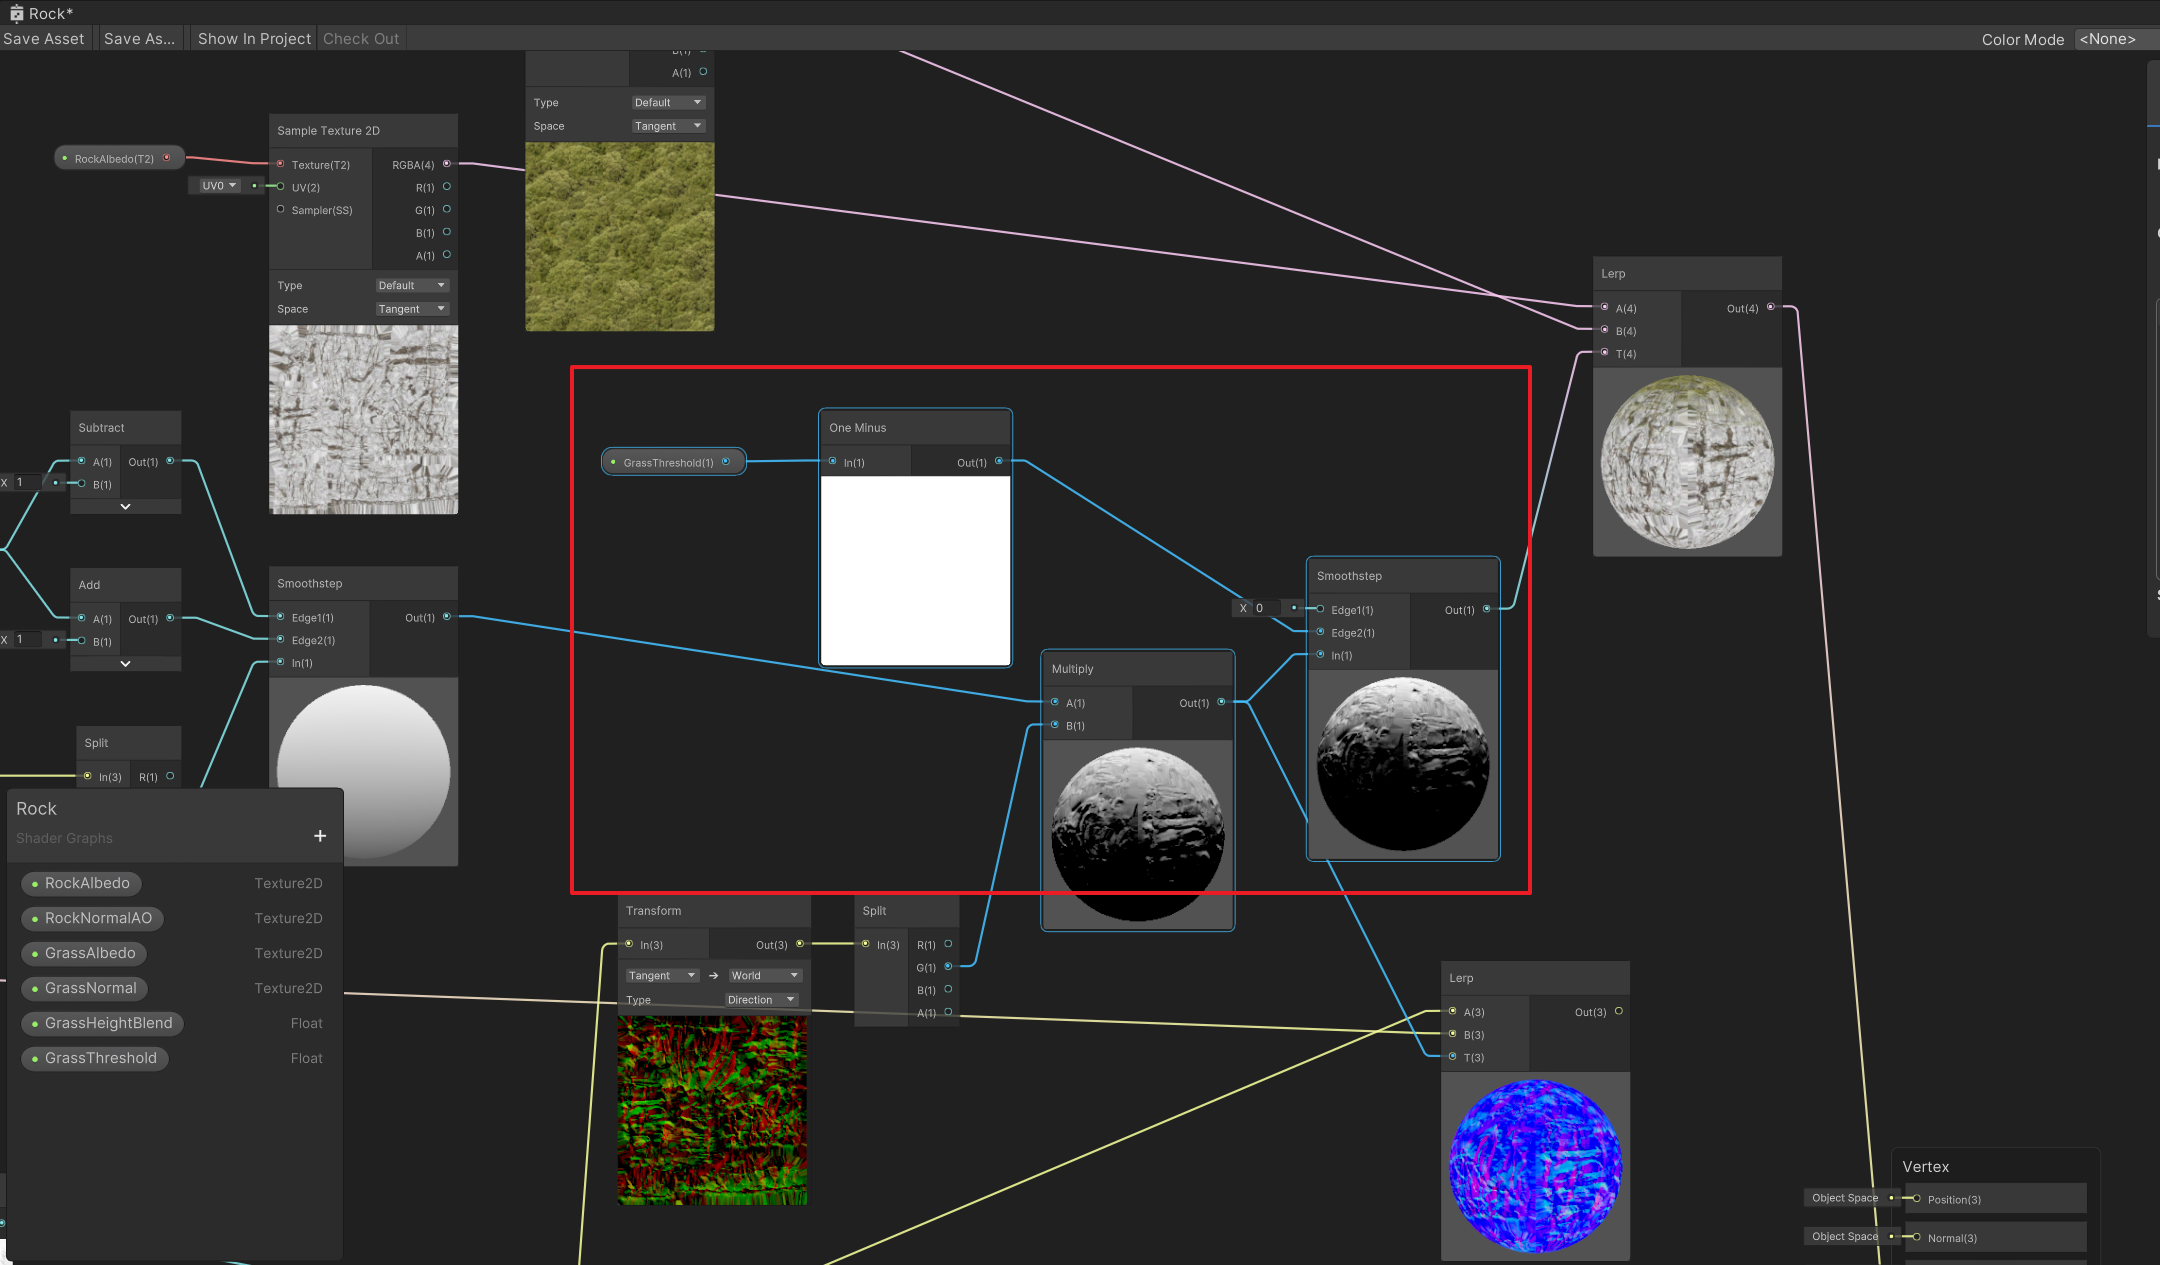 Rock*
Save Asset
Save As...
Show In Project
Check Out
Color Mode
<None>
B(1)
A(1)
Type
Default
Space
Tangent
RockAlbedo(T2)
Sample Texture 2D
Texture(T2)
RGBA(4)
UV0
UV(2)
R(1)
Sampler(SS)
G(1)
B(1)
A(1)
Type
Default
Space
Tangent
Lerp
A(4)
Out(4)
B(4)
T(4)
Subtract
A(1)
Out(1)
X 1
B(1)
Add
A(1)
Out(1)
X 1
B(1)
Smoothstep
Edge1(1)
Out(1)
Edge2(1)
In(1)
GrassThreshold(1)
One Minus
In(1)
Out(1)
Smoothstep
X 0
Edge1(1)
Out(1)
Edge2(1)
In(1)
Multiply
A(1)
Out(1)
B(1)
Split
In(3)
R(1)
Rock
Shader Graphs
+
RockAlbedo
Texture2D
RockNormalAO
Texture2D
GrassAlbedo
Texture2D
GrassNormal
Texture2D
GrassHeightBlend
Float
GrassThreshold
Float
Transform
In(3)
Out(3)
Tangent
World
Type
Direction
Split
In(3)
R(1)
G(1)
B(1)
A(1)
Lerp
A(3)
Out(3)
B(3)
T(3)
Vertex
Object Space
Position(3)
Object Space
Normal(3)